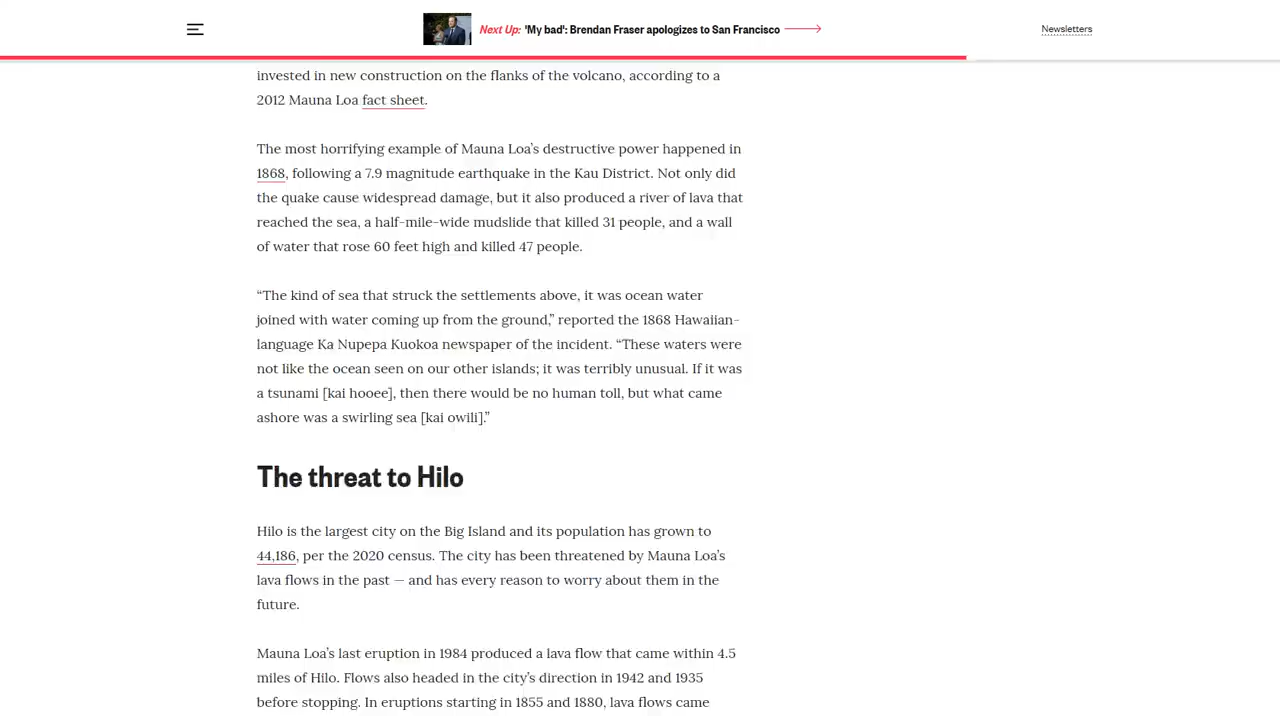 Next Up: 'My bad': Brendan Fraser apologizes to San Francisco
Newsletters
invested in new construction on the flanks of the volcano, according to a
2012 Mauna Loa fact sheet.
The most horrifying example of Mauna Loa’s destructive power happened in
1868, following a 7.9 magnitude earthquake in the Kau District. Not only did
the quake cause widespread damage, but it also produced a river of lava that
reached the sea, a half-mile-wide mudslide that killed 31 people, and a wall
of water that rose 60 feet high and killed 47 people.
“The kind of sea that struck the settlements above, it was ocean water
joined with water coming up from the ground,” reported the 1868 Hawaiian-
language Ka Nupepa Kuokoa newspaper of the incident. “These waters were
not like the ocean seen on our other islands; it was terribly unusual. If it was
a tsunami [kai hooee], then there would be no human toll, but what came
ashore was a swirling sea [kai owili].”
The threat to Hilo
Hilo is the largest city on the Big Island and its population has grown to
44,186, per the 2020 census. The city has been threatened by Mauna Loa’s
lava flows in the past — and has every reason to worry about them in the
future.
Mauna Loa’s last eruption in 1984 produced a lava flow that came within 4.5
miles of Hilo. Flows also headed in the city’s direction in 1942 and 1935
before stopping. In eruptions starting in 1855 and 1880, lava flows came